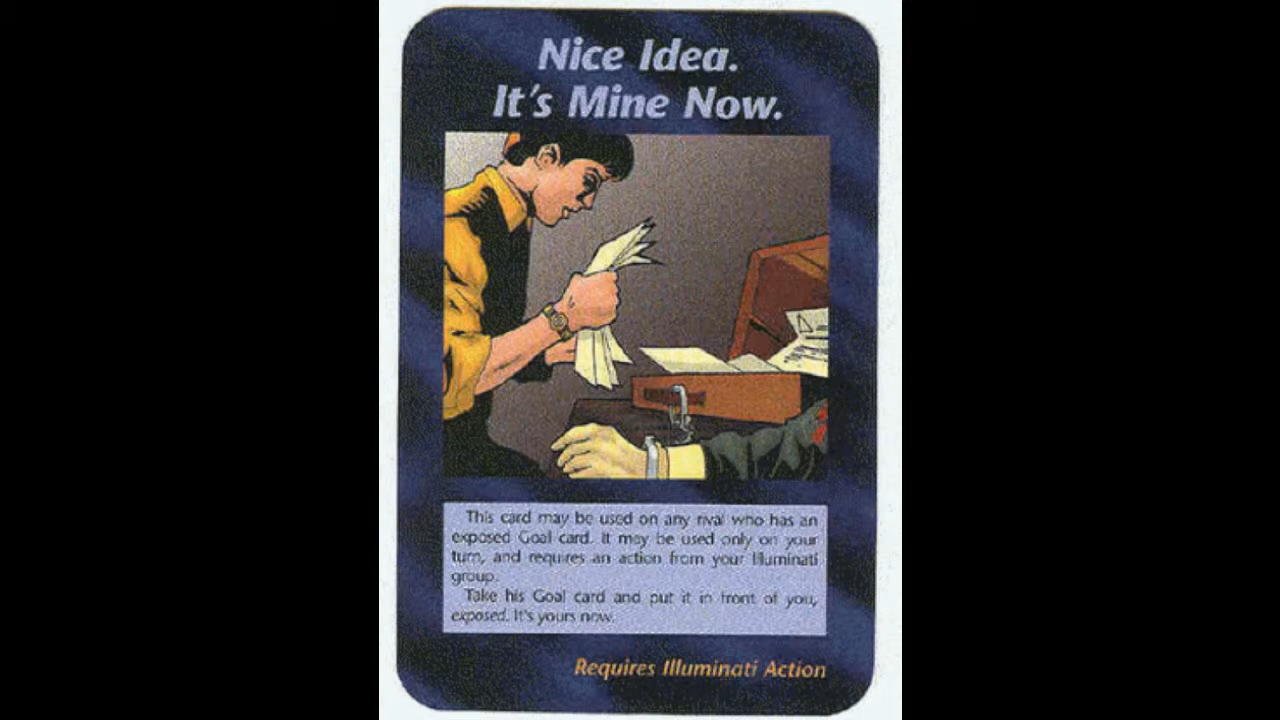 Nice Idea.
It's Mine Now.
This card may be used on any rival who has an
exposed Goal card. It may be used only on your
turn, and requires an action from your Illuminati
group.
Take his Goal card and put it in front of you,
exposed. It's yours now.
Requires Illuminati Action